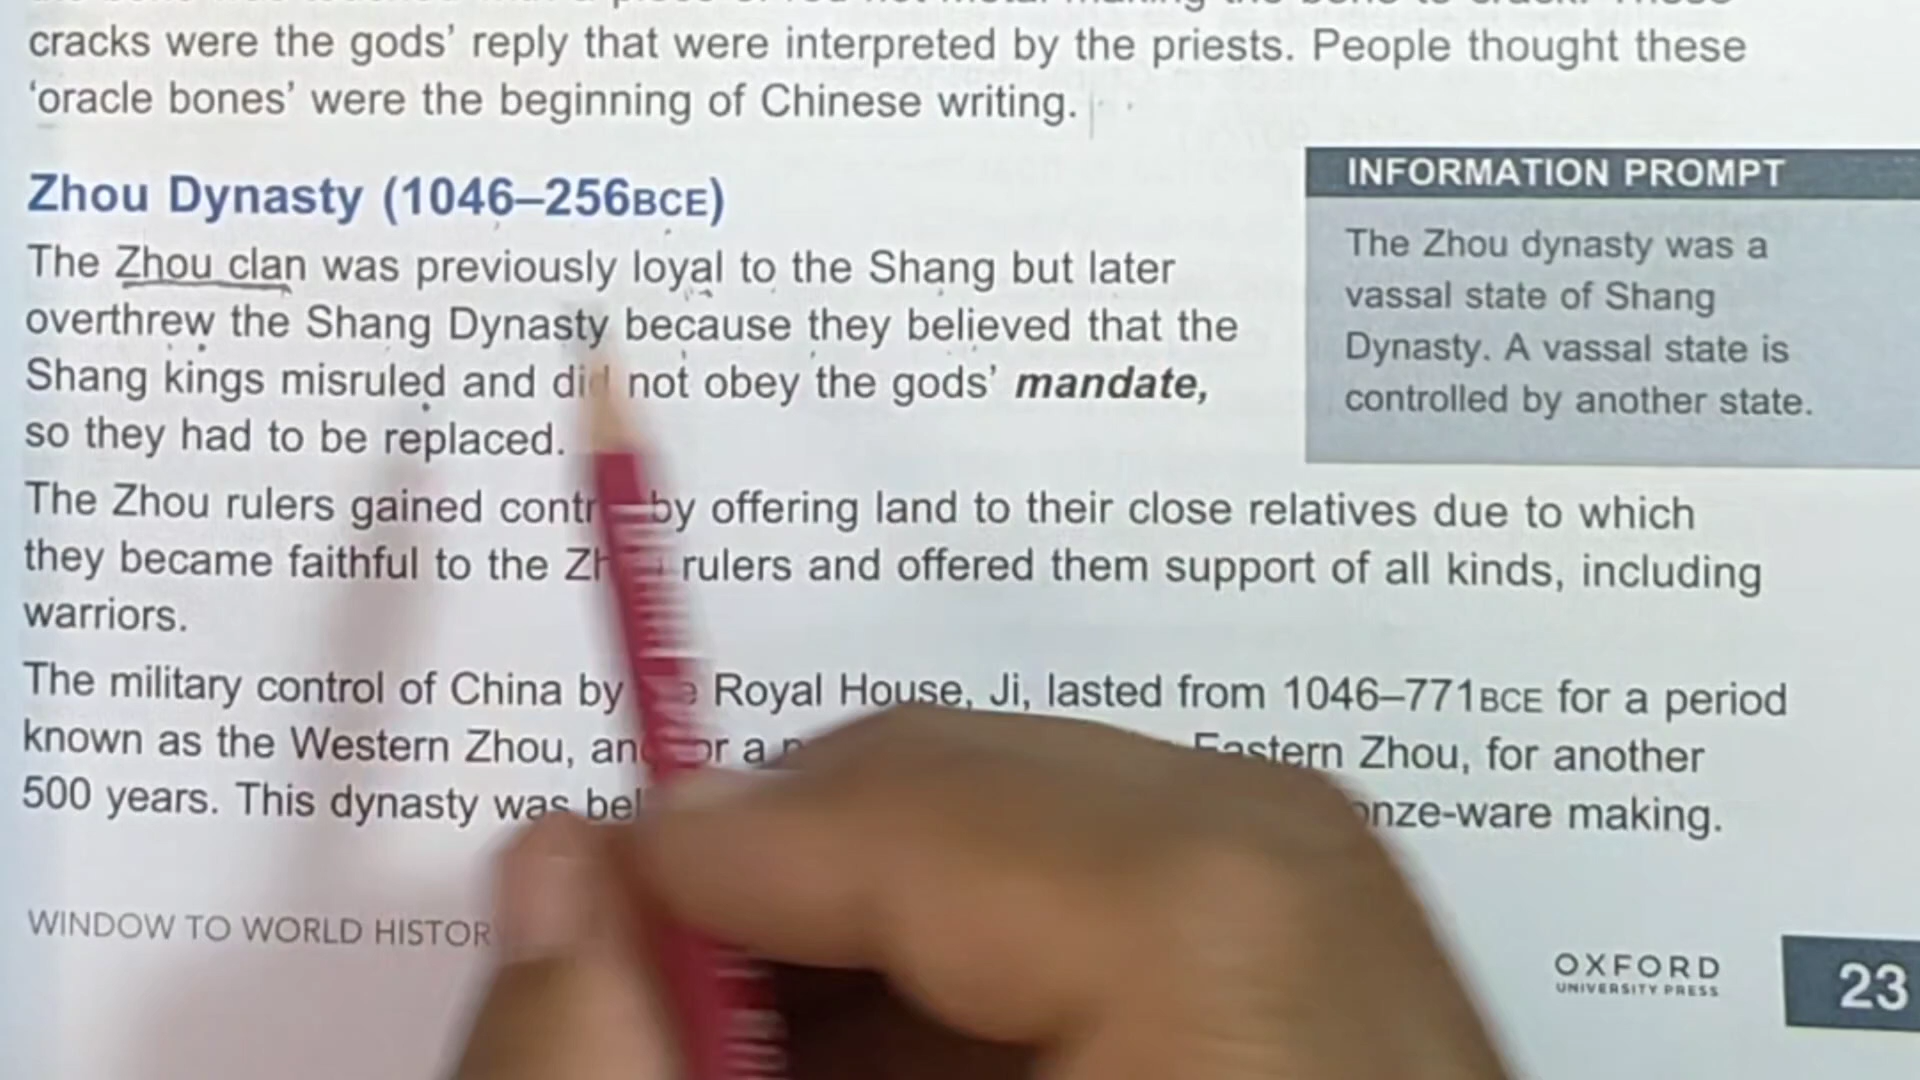 cracks were the gods' reply that were interpreted by the priests. People thought these
'oracle bones' were the beginning of Chinese writing.
Zhou Dynasty (1046–256BCE)
The Zhou clan was previously loyal to the Shang but later
overthrew the Shang Dynasty because they believed that the
Shang kings misruled and did not obey the gods' mandate,
so they had to be replaced.
INFORMATION PROMPT
The Zhou dynasty was a
vassal state of Shang
Dynasty. A vassal state is
controlled by another state.
The Zhou rulers gained by offering land to their close relatives due to which
they became faithful to the rulers and offered them support of all kinds, including
warriors.
The military control of China by Royal House, Ji, lasted from 1046–771BCE for a period
known as the Western Zhou, a Eastern Zhou, for another
500 years. This dynasty was making.
WINDOW TO WORLD
OXFORD
UNIVERSITY PRESS
23